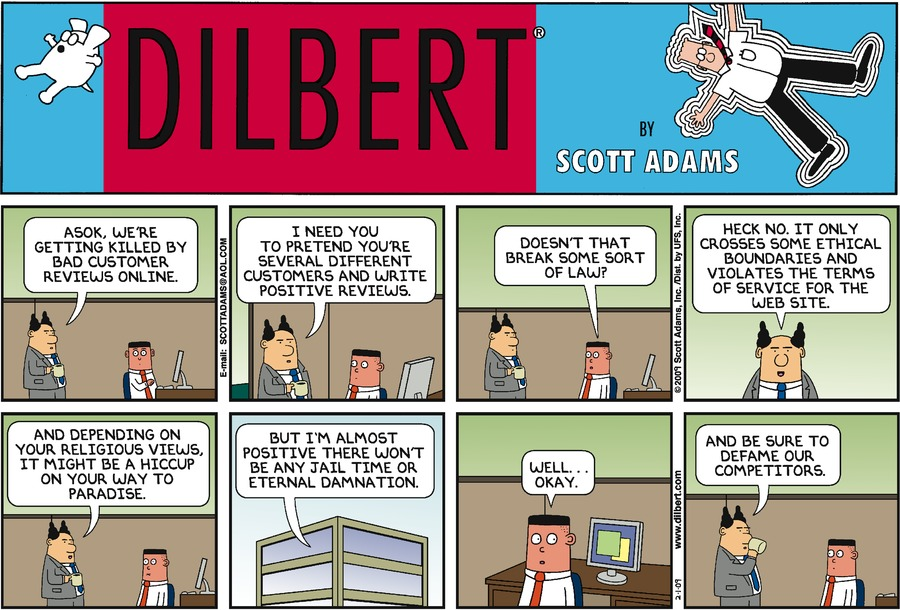 DILBERT®
BY
SCOTT ADAMS
ASOK, WE'RE
GETTING KILLED BY
BAD CUSTOMER
REVIEWS ONLINE.
E-mail: SCOTTADAMS@AOL.COM
I NEED YOU
TO PRETEND YOU'RE
SEVERAL DIFFERENT
CUSTOMERS AND WRITE
POSITIVE REVIEWS.
DOESN'T THAT
BREAK SOME SORT
OF LAW?
© 2009 Scott Adams, Inc. /Dist. by UFS, Inc.
HECK NO. IT ONLY
CROSSES SOME ETHICAL
BOUNDARIES AND
VIOLATES THE TERMS
OF SERVICE FOR THE
WEB SITE.
AND DEPENDING ON
YOUR RELIGIOUS VIEWS,
IT MIGHT BE A HICCUP
ON YOUR WAY TO
PARADISE.
BUT I'M ALMOST
POSITIVE THERE WON'T
BE ANY JAIL TIME OR
ETERNAL DAMNATION.
WELL...
OKAY.
www.dilbert.com
2-1-09
AND BE SURE TO
DEFAME OUR
COMPETITORS.